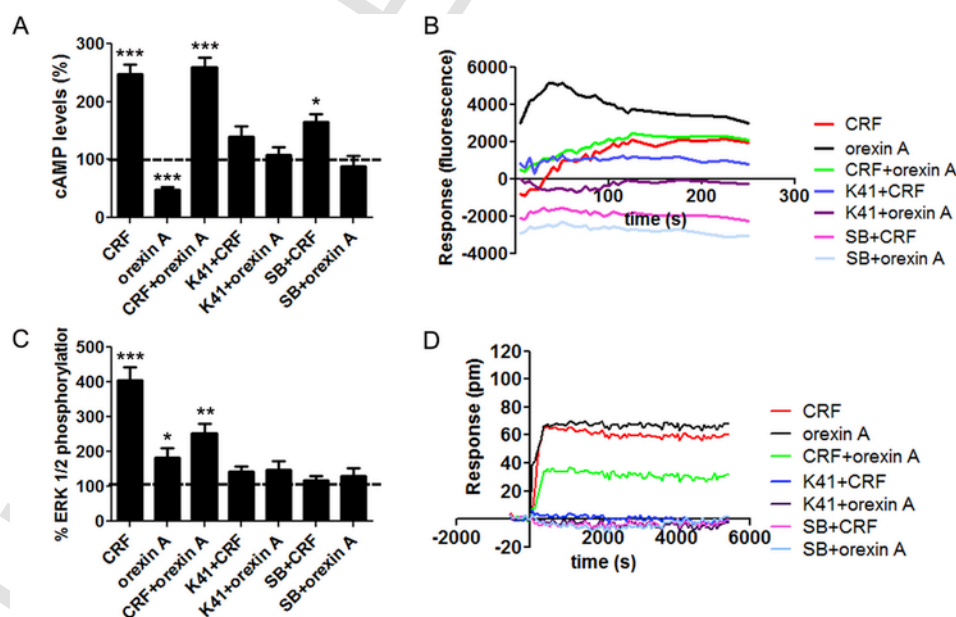 A
cAMP levels (%)
300
200
100
0
***
***
***
*
CRF
orexin A
CRF+orexin A
K41+CRF
K41+orexin A
SB+CRF
SB+orexin A
B
Response (fluorescence)
6000
4000
2000
0
-2000
-4000
100
200
300
time (s)
CRF
orexin A
CRF+orexin A
K41+CRF
K41+orexin A
SB+CRF
SB+orexin A
C
% ERK 1/2 phosphorylation
500
400
300
200
100
0
***
*
**
CRF
orexin A
CRF+orexin A
K41+CRF
K41+orexin A
SB+CRF
SB+orexin A
D
Response (pm)
120
100
80
60
40
20
-20
-2000
0
2000
4000
6000
time (s)
CRF
orexin A
CRF+orexin A
K41+CRF
K41+orexin A
SB+CRF
SB+orexin A